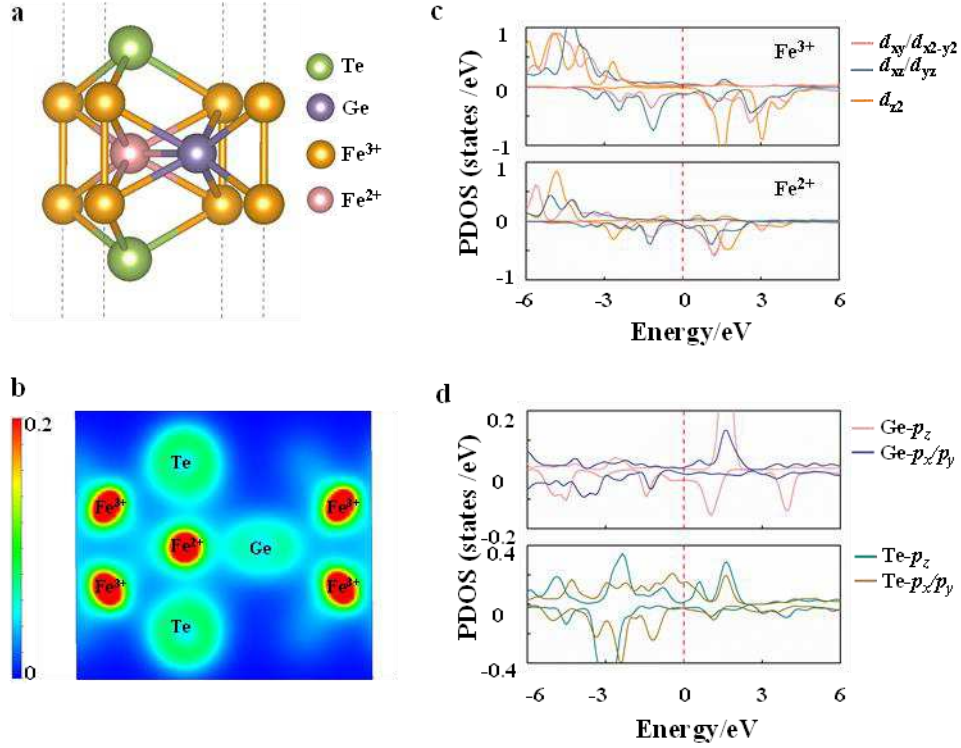 a
Te
Ge
Fe³⁺
Fe²⁺
b
0.2
0
Te
Fe³⁺
Fe³⁺
Fe²⁺
Ge
Fe³⁺
Fe³⁺
Te
c
PDOS (states /eV)
1
0
-1
Fe³⁺
1
0
1
Fe²⁺
-6
-3
0
3
6
Energy/eV
dxy/dx2-y2
dxz/dyz
dz2
d
PDOS (states /eV)
0.2
0
-0.2
0.4
0
-0.4
-6
-3
0
3
6
Energy/eV
Ge-pz
Ge-px/py
Te-pz
Te-px/py